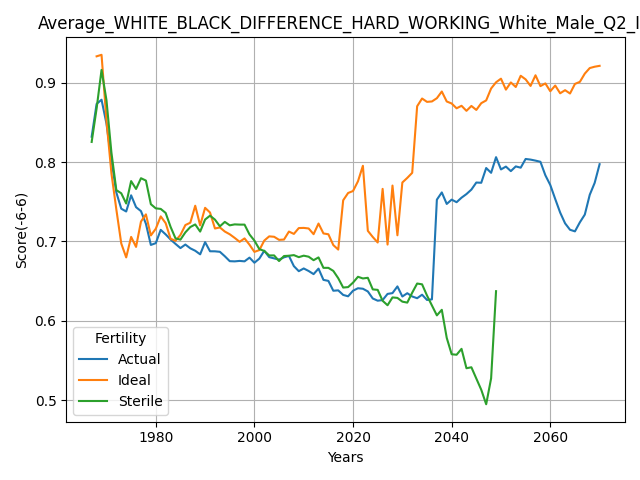 Average_WHITE_BLACK_DIFFERENCE_HARD_WORKING_White_Male_Q2_I
Score(-6-6)
0.9
0.8
0.7
0.6
0.5
Fertility
Actual
Ideal
Sterile
1980 2000 2020 2040 2060
Years